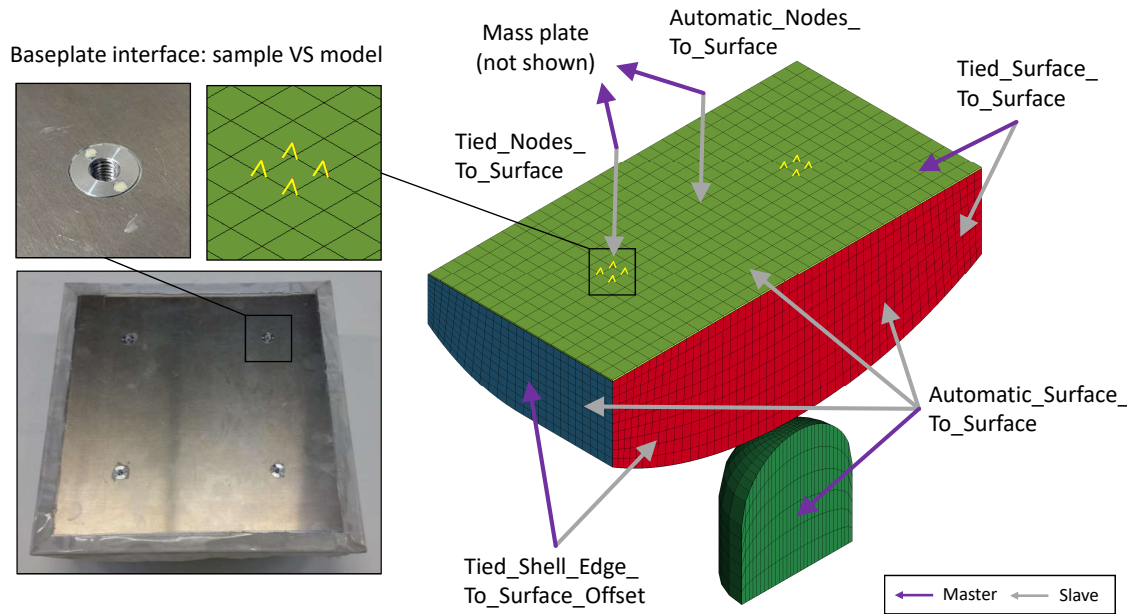 Baseplate interface: sample VS model
Mass plate
(not shown)
Automatic_Nodes_
To_Surface
Tied_Surface_
To_Surface
Tied_Nodes_
To_Surface
Automatic_Surface_
To_Surface
Tied_Shell_Edge_
To_Surface_Offset
Master
Slave